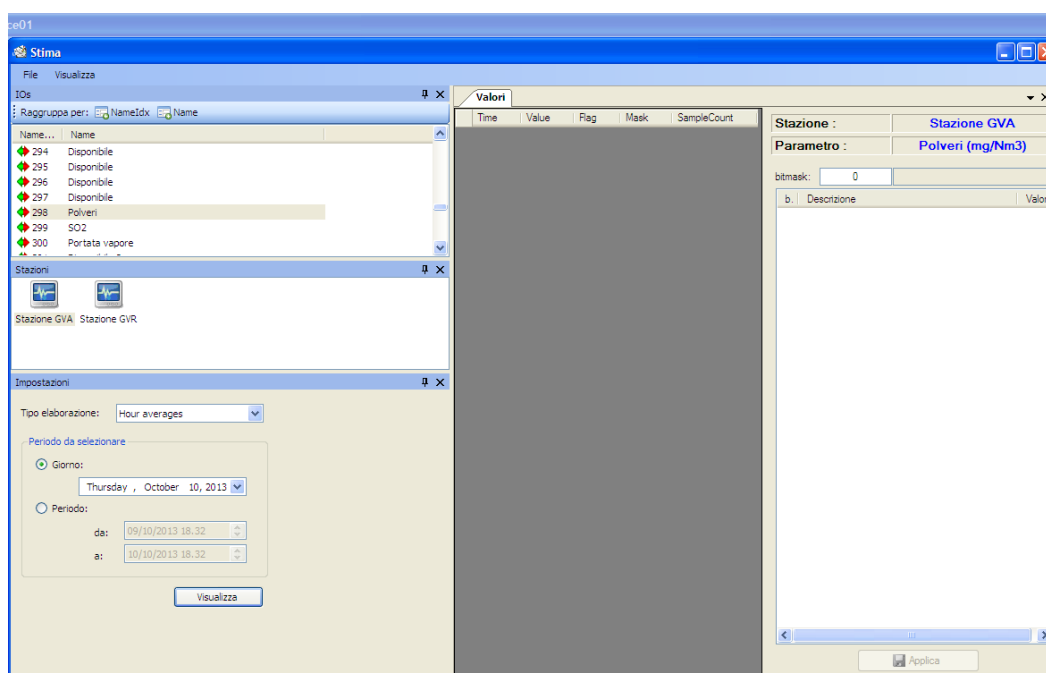 ce01
Stima
File Visualizza
IOs
Raggruppa per: NameIdx Name
Name... Name
294 Disponibile
295 Disponibile
296 Disponibile
297 Disponibile
298 Polveri
299 SO2
300 Portata vapore
Stazioni
Stazione GVA Stazione GVR
Impostazioni
Tipo elaborazione: Hour averages
Periodo da selezionare
Giorno:
Thursday , October 10, 2013
Periodo:
da: 09/10/2013 18.32
a: 10/10/2013 18.32
Visualizza
Valori
Time Value Flag Mask SampleCount
Stazione : Stazione GVA
Parametro : Polveri (mg/Nm3)
bitmask: 0
b. Descrizione Valor
Applica